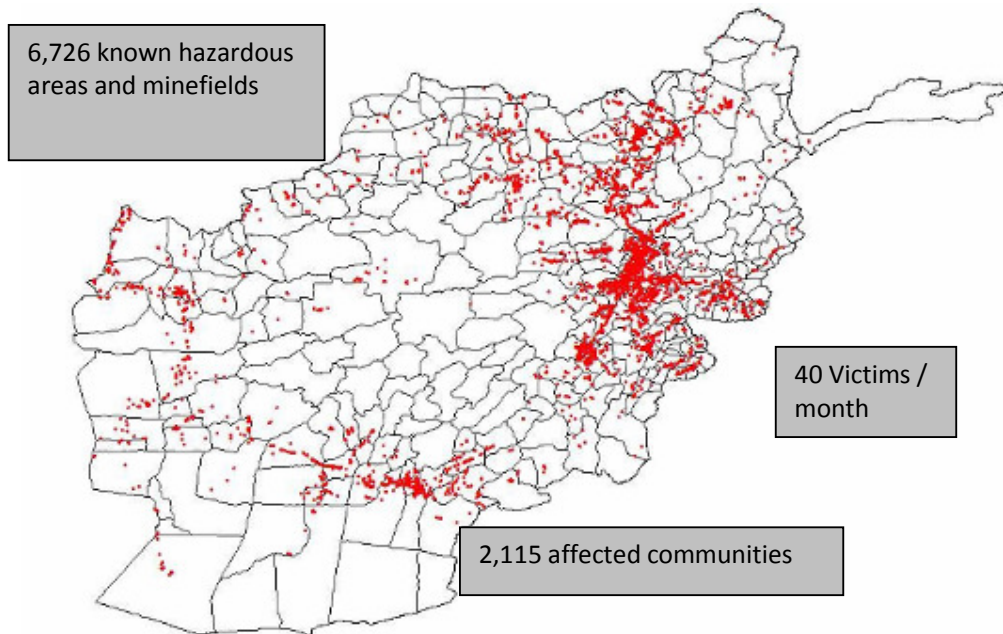 6,726 known hazardous
areas and minefields
40 Victims /
month
2,115 affected communities